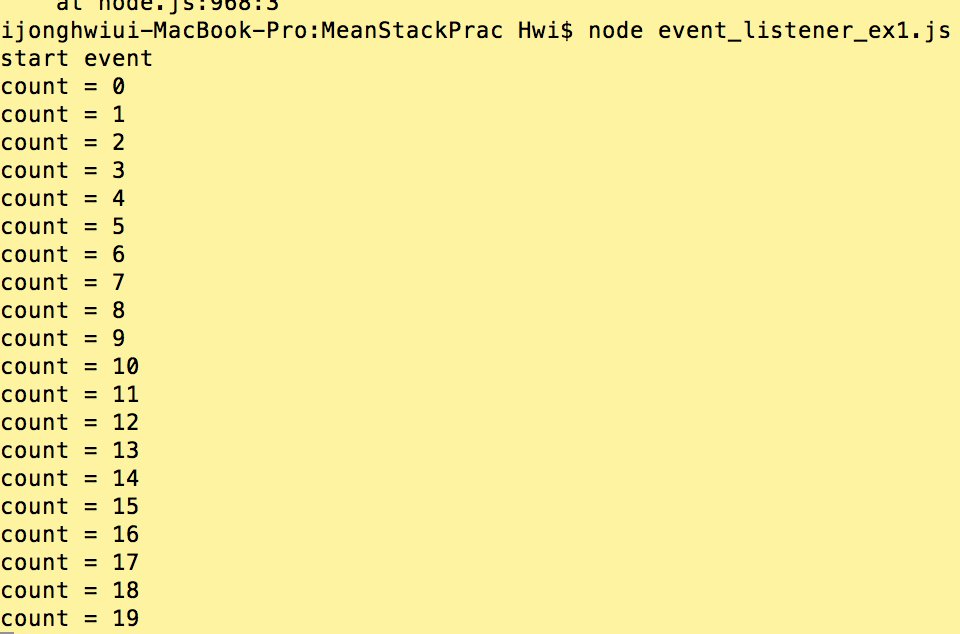 at node.js:968:3
ijonghwiui-MacBook-Pro:MeanStackPrac Hwi$ node event_listener_ex1.js
start event
count = 0
count = 1
count = 2
count = 3
count = 4
count = 5
count = 6
count = 7
count = 8
count = 9
count = 10
count = 11
count = 12
count = 13
count = 14
count = 15
count = 16
count = 17
count = 18
count = 19